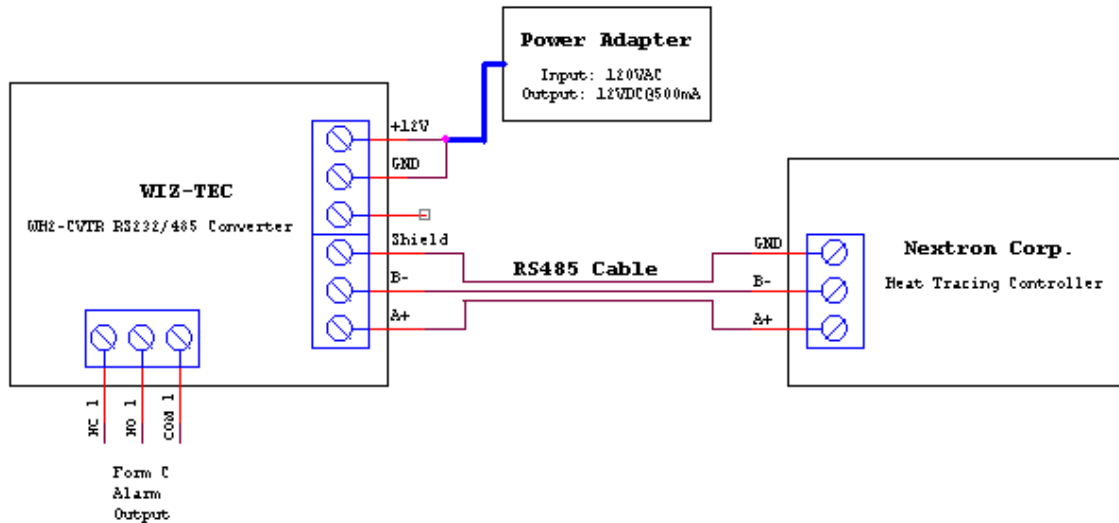 Power Adapter
Input: 120VAC
Output: 12VDC@500mA
WIZ-TEC
WH2-CVTR RS232/485 Converter
+12V
GND
Shield
B-
A+
RS485 Cable
GND
B-
A+
Nextron Corp.
Heat Tracing Controller
NC 1
NO 1
COM 1
Form C
Alarm
Output